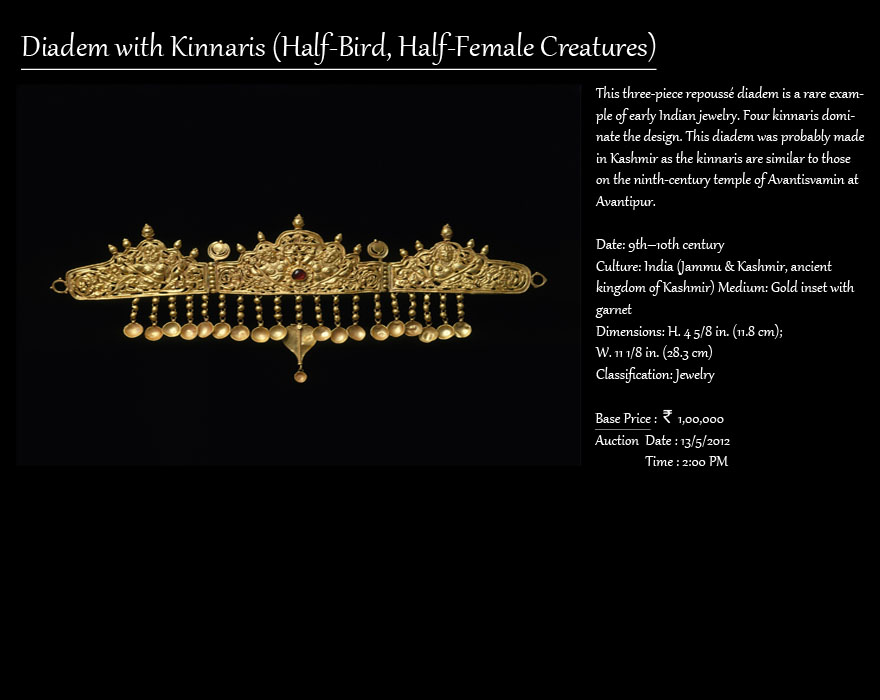 Diadem with Kinnaris (Half-Bird, Half-Female Creatures)
This three-piece repoussé diadem is a rare exam-
ple of early Indian jewelry. Four kinnaris domi-
nate the design. This diadem was probably made
in Kashmir as the kinnaris are similar to those
on the ninth-century temple of Avantisvamin at
Avantipur.
Date: 9th–10th century
Culture: India (Jammu & Kashmir, ancient
kingdom of Kashmir) Medium: Gold inset with
garnet
Dimensions: H. 4 5/8 in. (11.8 cm);
W. 11 1/8 in. (28.3 cm)
Classification: Jewelry
Base Price : ₹ 1,00,000
Auction Date : 13/5/2012
Time : 2:00 PM